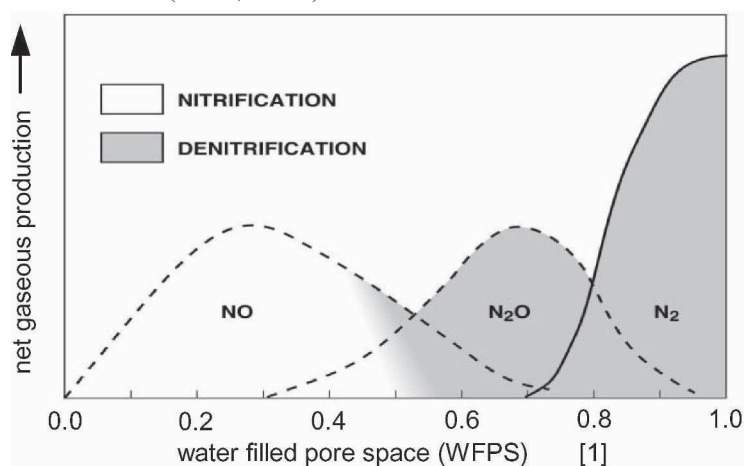 net gaseous production
NITRIFICATION
DENITRIFICATION
NO
N₂O
N₂
0.0 0.2 0.4 0.6 0.8 1.0
water filled pore space (WFPS) [1]